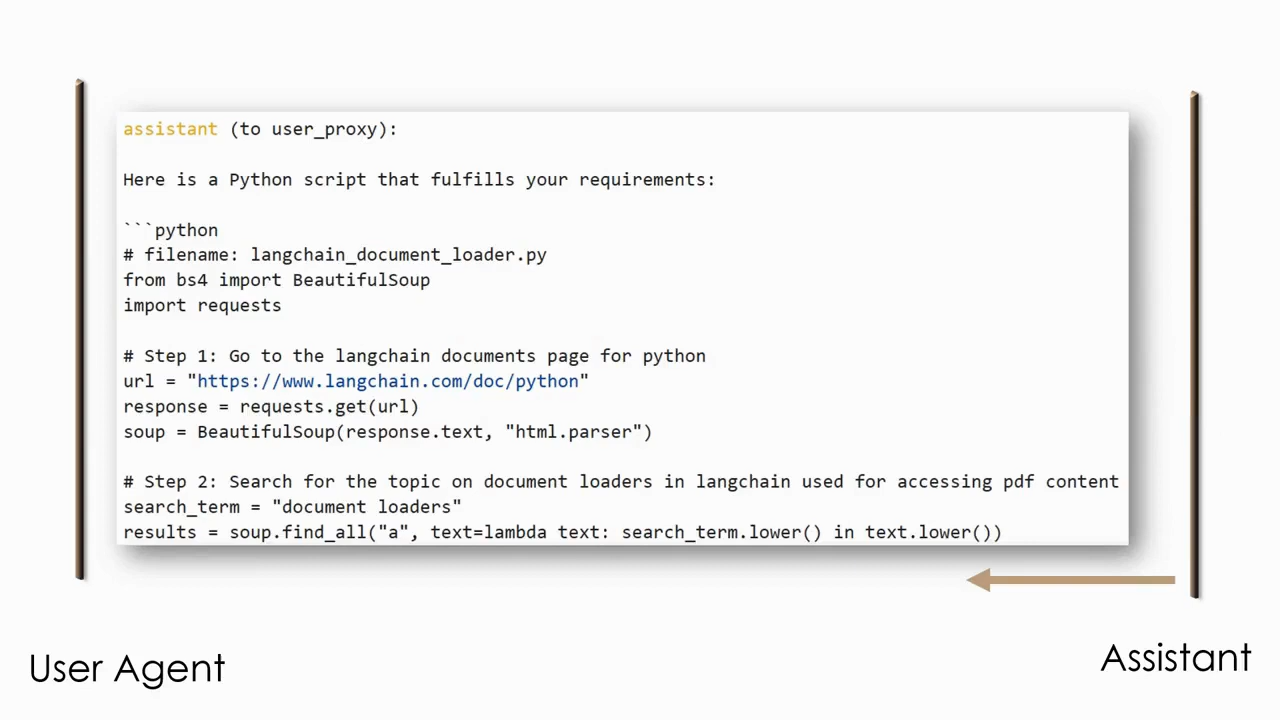 assistant (to user_proxy):
Here is a Python script that fulfills your requirements:
```python
# filename: langchain_document_loader.py
from bs4 import BeautifulSoup
import requests
# Step 1: Go to the langchain documents page for python
url = "https://www.langchain.com/doc/python"
response = requests.get(url)
soup = BeautifulSoup(response.text, "html.parser")
# Step 2: Search for the topic on document loaders in langchain used for accessing pdf content
search_term = "document loaders"
results = soup.find_all("a", text=lambda text: search_term.lower() in text.lower())
User Agent
Assistant